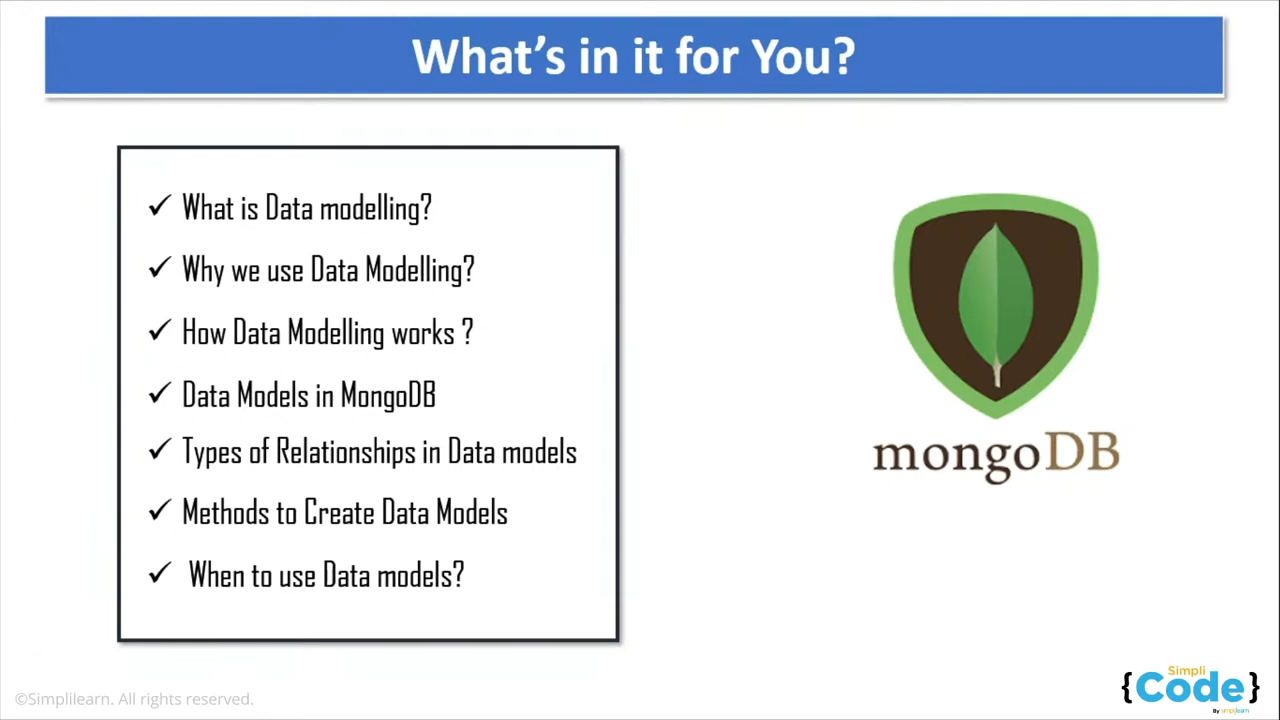 What's in it for You?
✓ What is Data modelling?
✓ Why we use Data Modelling?
✓ How Data Modelling works ?
✓ Data Models in MongoDB
✓ Types of Relationships in Data models
✓ Methods to Create Data Models
✓ When to use Data models?
mongoDB
©Simplilearn. All rights reserved.
Simpli
{Code}
By simplilearn